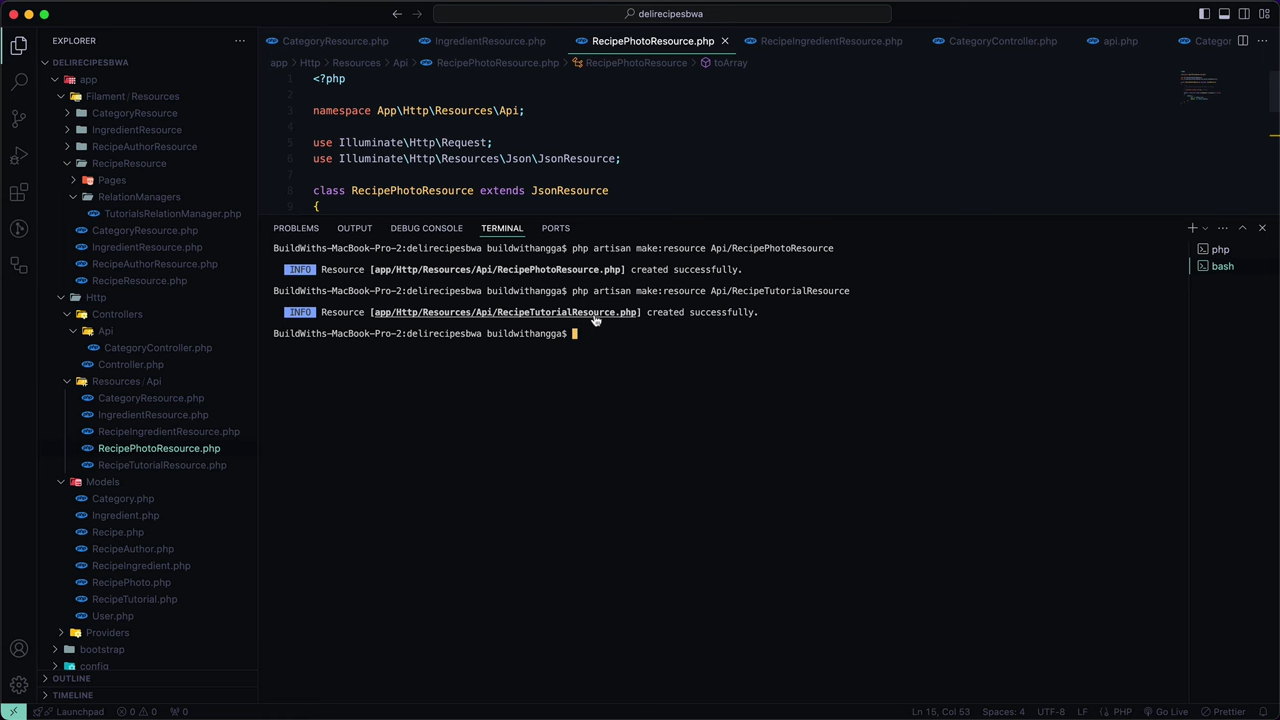 delirecipesbwa
EXPLORER
DELIRECIPESBWA
app
Filament / Resources
CategoryResource
IngredientResource
RecipeAuthorResource
RecipeResource
Pages
RelationManagers
TutorialsRelationManager.php
CategoryResource.php
IngredientResource.php
RecipeAuthorResource.php
RecipeResource.php
Http
Controllers
Api
CategoryController.php
Controller.php
Resources / Api
CategoryResource.php
IngredientResource.php
RecipeIngredientResource.php
RecipePhotoResource.php
RecipeTutorialResource.php
Models
Category.php
Ingredient.php
Recipe.php
RecipeAuthor.php
RecipeIngredient.php
RecipePhoto.php
RecipeTutorial.php
User.php
Providers
bootstrap
config
OUTLINE
TIMELINE
CategoryResource.php IngredientResource.php RecipePhotoResource.php RecipeIngredientResource.php CategoryController.php api.php Categor
app > Http > Resources > Api > RecipePhotoResource.php > RecipePhotoResource > toArray
1 <?php
2
3 namespace App\Http\Resources\Api;
4
5 use Illuminate\Http\Request;
6 use Illuminate\Http\Resources\Json\JsonResource;
7
8 class RecipePhotoResource extends JsonResource
9 {
PROBLEMS OUTPUT DEBUG CONSOLE TERMINAL PORTS
BuildWiths-MacBook-Pro-2:delirecipesbwa buildwithangga$ php artisan make:resource Api/RecipePhotoResource
INFO Resource [app/Http/Resources/Api/RecipePhotoResource.php] created successfully.
BuildWiths-MacBook-Pro-2:delirecipesbwa buildwithangga$ php artisan make:resource Api/RecipeTutorialResource
INFO Resource [app/Http/Resources/Api/RecipeTutorialResource.php] created successfully.
BuildWiths-MacBook-Pro-2:delirecipesbwa buildwithangga$
php
bash
Launchpad 0 0 0 Ln 15, Col 53 Spaces: 4 UTF-8 LF PHP Go Live Prettier